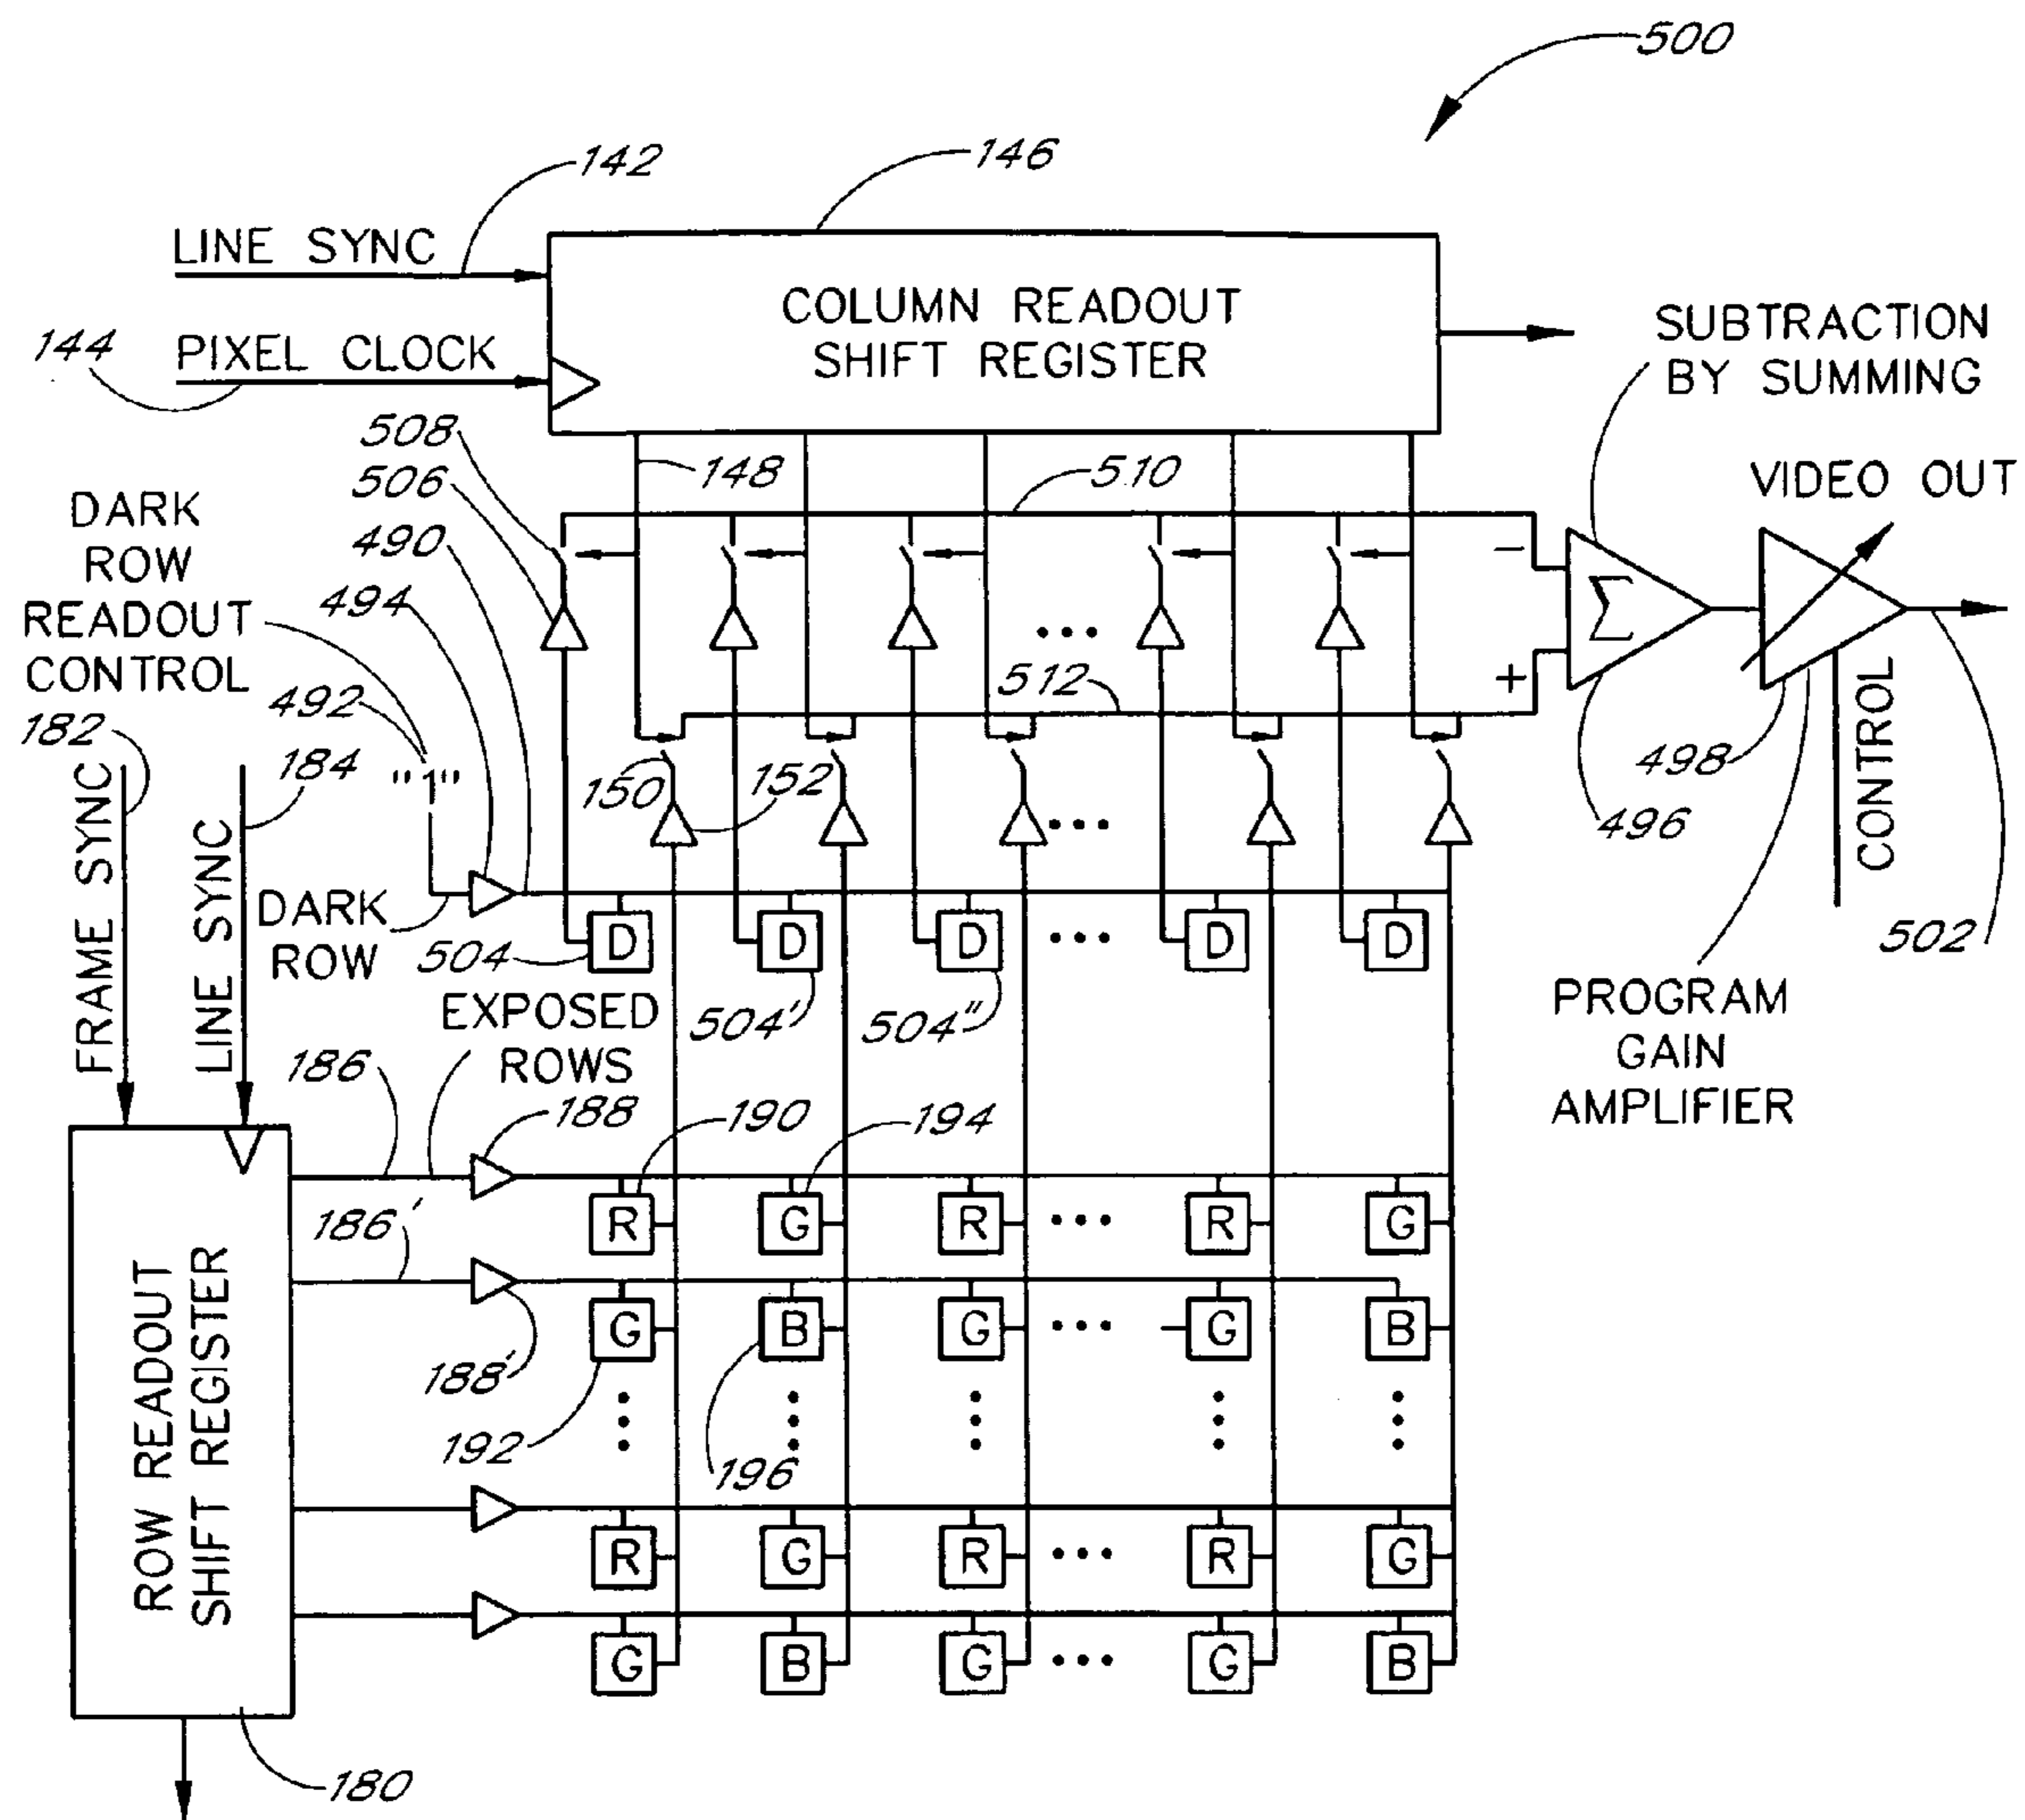 500
142
146
LINE SYNC
COLUMN READOUT
SHIFT REGISTER
SUBTRACTION
BY SUMMING
144
PIXEL CLOCK
508
506
148
510
VIDEO OUT
DARK
ROW
READOUT
CONTROL
490
494
−
Σ
+
•••
492
512
182
184
"1"
150
152
•••
498
496
CONTROL
FRAME SYNC
LINE SYNC
DARK
ROW
504
D D D ••• D D
504'
504"
502
EXPOSED
ROWS
PROGRAM
GAIN
AMPLIFIER
186
188
190
194
R G R ••• R G
186'
G B G ••• G B
188'
192
196
ROW READOUT
SHIFT REGISTER
R G R ••• R G
G B G ••• G B
180